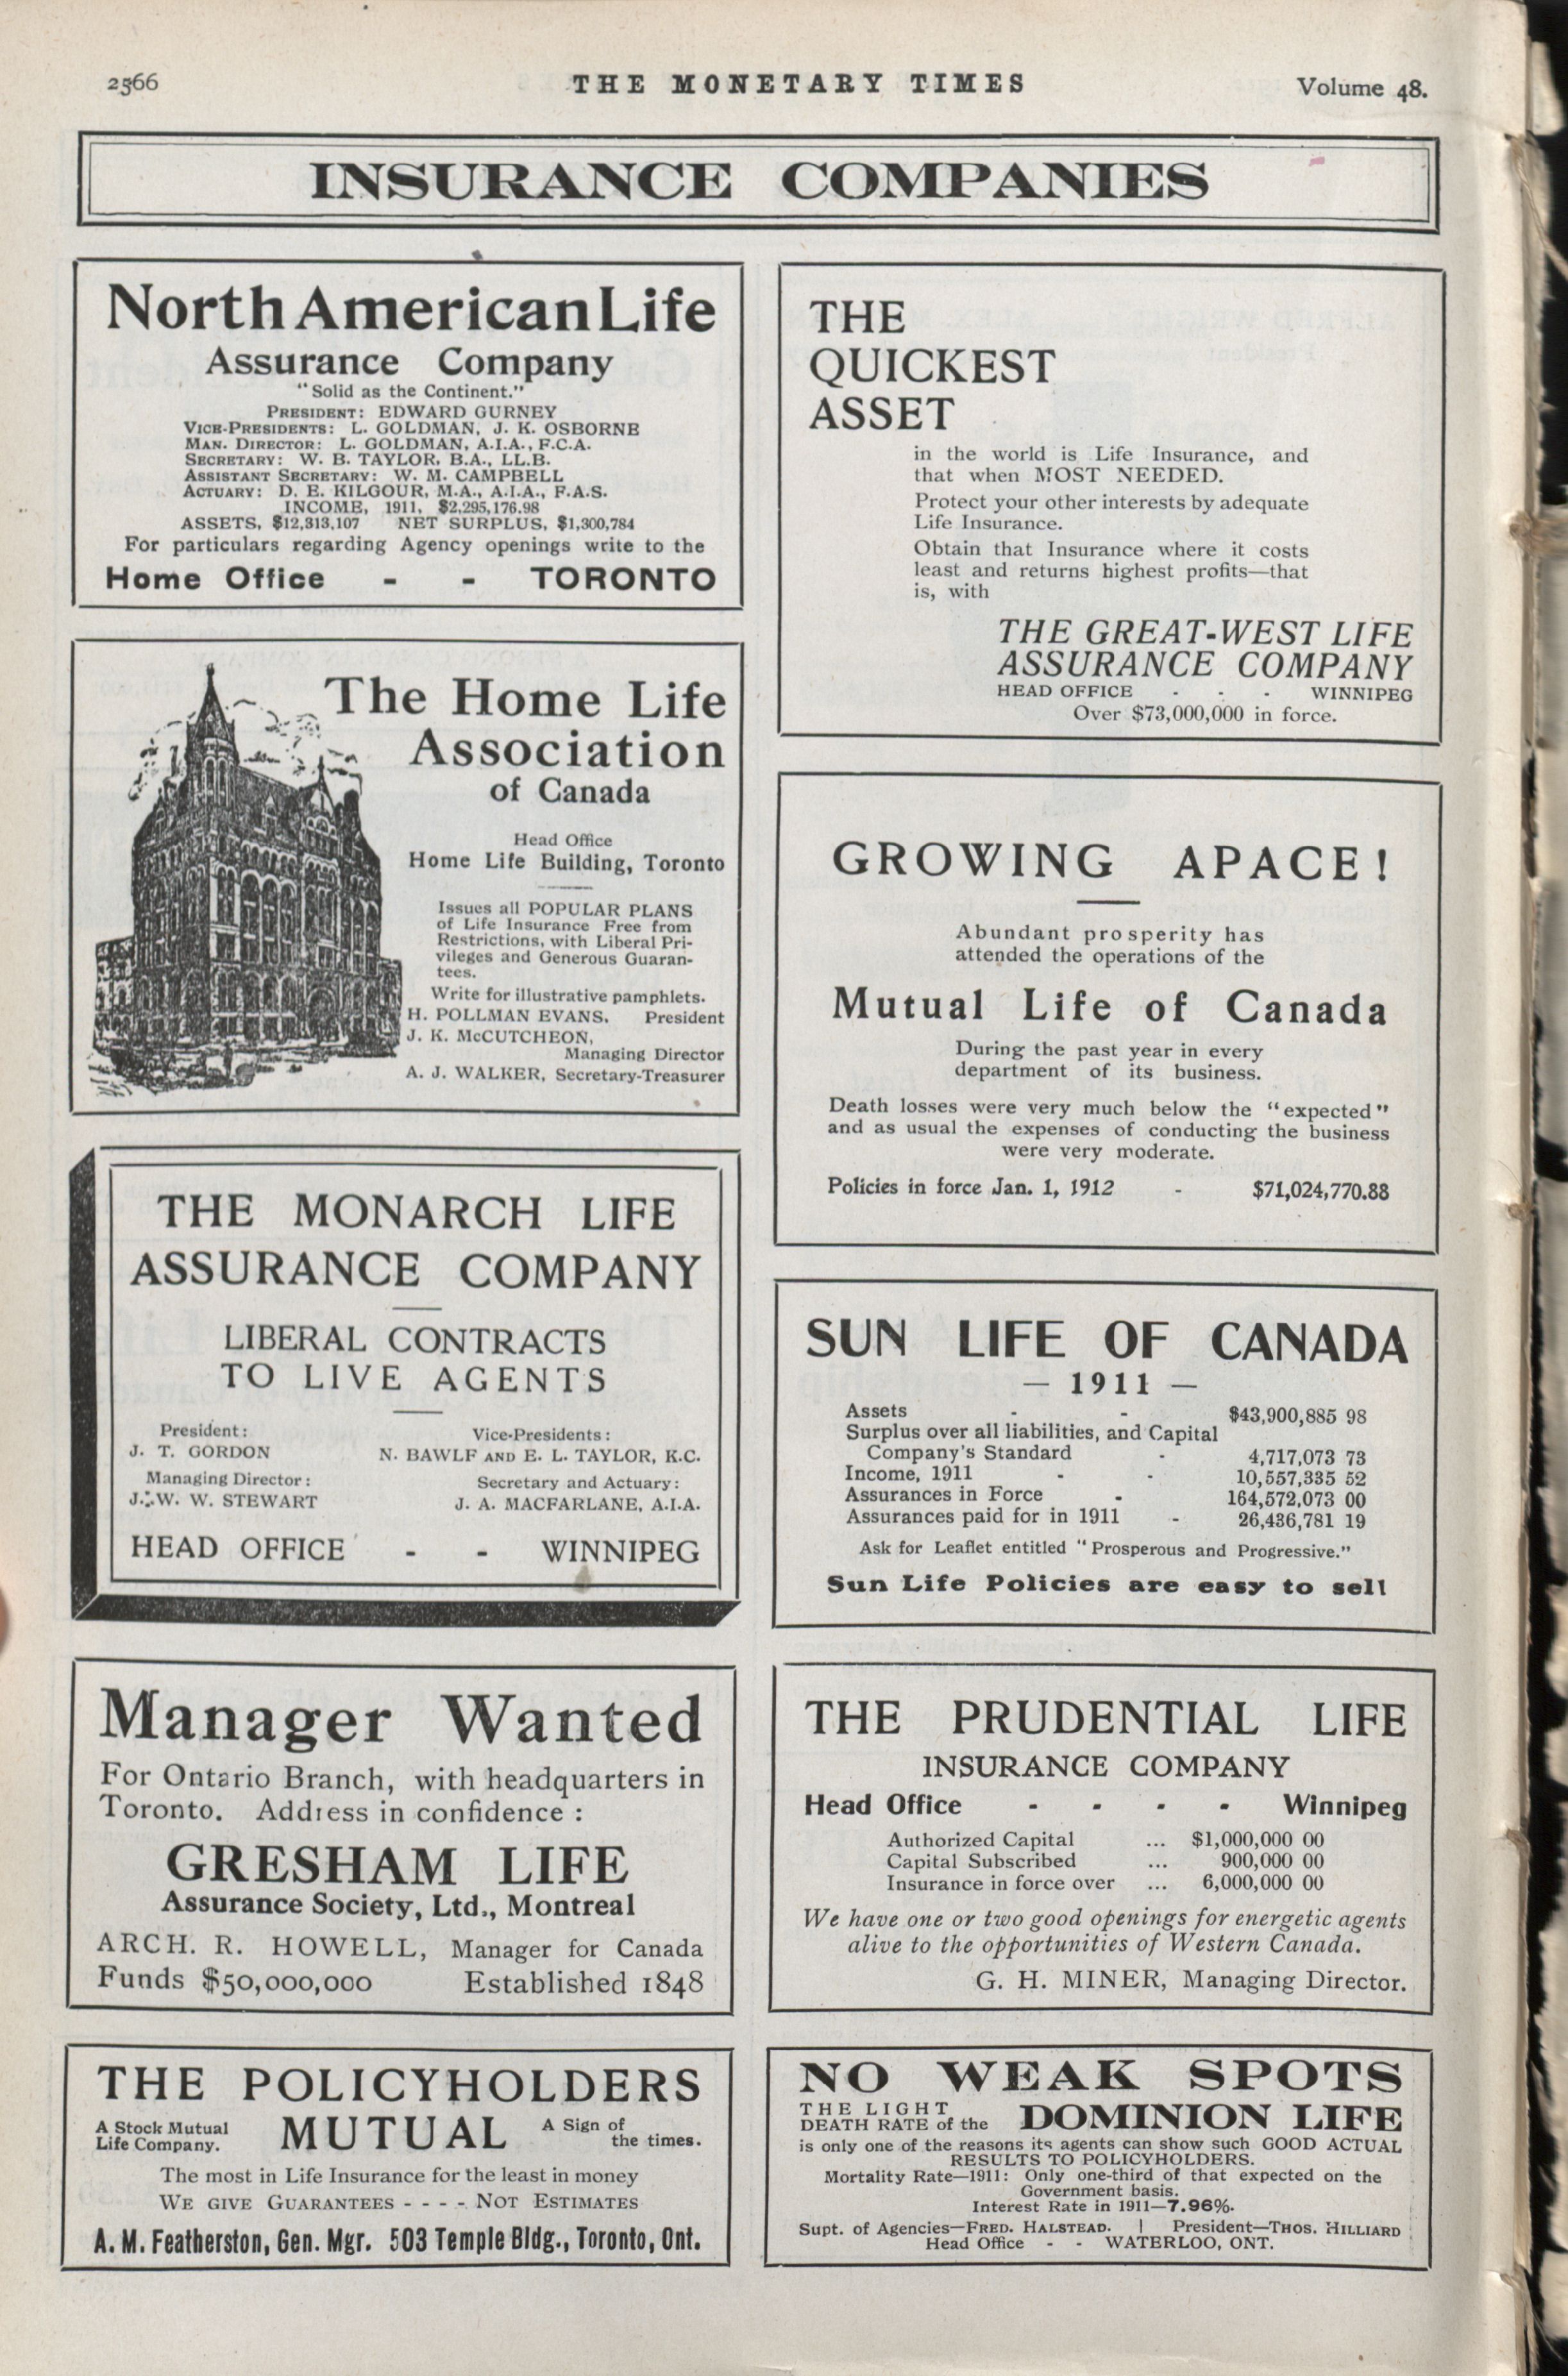 2566
THE MONETARY TIMES
Volume 48.
INSURANCE COMPANIES
North American Life
Assurance Company
"Solid as the Continent."
PRESIDENT: EDWARD GURNEY
VICE-PRESIDENTS: L. GOLDMAN, J. K. OSBORNE
MAN. DIRECTOR: L. GOLDMAN, A.I.A., F.C.A.
SECRETARY: W. B. TAYLOR, B.A., LL.B.
ASSISTANT SECRETARY: W. M. CAMPBELL
ACTUARY: D. E. KILGOUR, M.A., A.I.A., F.A.S.
INCOME, 1911, $2,295,176.98
ASSETS, $12,313,107 NET SURPLUS, $1,300,784
For particulars regarding Agency openings write to the
Home Office - - TORONTO
The Home Life
Association
of Canada
Head Office
Home Life Building, Toronto
Issues all POPULAR PLANS
of Life Insurance Free from
Restrictions, with Liberal Pri-
vileges and Generous Guaran-
tees.
Write for illustrative pamphlets.
H. POLLMAN EVANS. President
J. K. McCUTCHEON,
Managing Director
A. J. WALKER, Secretary-Treasurer
THE MONARCH LIFE
ASSURANCE COMPANY
LIBERAL CONTRACTS
TO LIVE AGENTS
President:
J. T. GORDON
Vice-Presidents:
N. BAWLF AND E. L. TAYLOR, K.C.
Managing Director:
J. W. W. STEWART
Secretary and Actuary:
J. A. MACFARLANE, A.I.A.
HEAD OFFICE - - WINNIPEG
Manager Wanted
For Ontario Branch, with headquarters in
Toronto. Address in confidence:
GRESHAM LIFE
Assurance Society, Ltd., Montreal
ARCH. R. HOWELL, Manager for Canada
Funds $50,000,000 Established 1848
THE POLICYHOLDERS
A Stock Mutual
Life Company.
MUTUAL
A Sign of
the times.
The most in Life Insurance for the least in money
WE GIVE GUARANTEES - - - - NOT ESTIMATES
A. M. Featherston, Gen. Mgr. 503 Temple Bldg., Toronto, Ont.
THE
QUICKEST
ASSET
in the world is Life Insurance, and
that when MOST NEEDED.
Protect your other interests by adequate
Life Insurance.
Obtain that Insurance where it costs
least and returns highest profits—that
is, with
THE GREAT-WEST LIFE
ASSURANCE COMPANY
HEAD OFFICE - - - WINNIPEG
Over $73,000,000 in force.
GROWING APACE!
Abundant prosperity has
attended the operations of the
Mutual Life of Canada
During the past year in every
department of its business.
Death losses were very much below the "expected"
and as usual the expenses of conducting the business
were very moderate.
Policies in force Jan. 1, 1912 - $71,024,770.88
SUN LIFE OF CANADA
— 1911 —
Assets - - $43,900,885 98
Surplus over all liabilities, and Capital
Company's Standard - 4,717,073 73
Income, 1911 - - 10,557,335 52
Assurances in Force - 164,572,073 00
Assurances paid for in 1911 - 26,436,781 19
Ask for Leaflet entitled "Prosperous and Progressive."
Sun Life Policies are easy to sell
THE PRUDENTIAL LIFE
INSURANCE COMPANY
Head Office - - - - Winnipeg
Authorized Capital ... $1,000,000 00
Capital Subscribed ... 900,000 00
Insurance in force over ... 6,000,000 00
We have one or two good openings for energetic agents
alive to the opportunities of Western Canada.
G. H. MINER, Managing Director.
NO WEAK SPOTS
THE LIGHT
DEATH RATE of the DOMINION LIFE
is only one of the reasons its agents can show such GOOD ACTUAL
RESULTS TO POLICYHOLDERS.
Mortality Rate—1911: Only one-third of that expected on the
Government basis.
Interest Rate in 1911—7.96%.
Supt. of Agencies—FRED. HALSTEAD. | President—THOS. HILLIARD
Head Office - - WATERLOO, ONT.